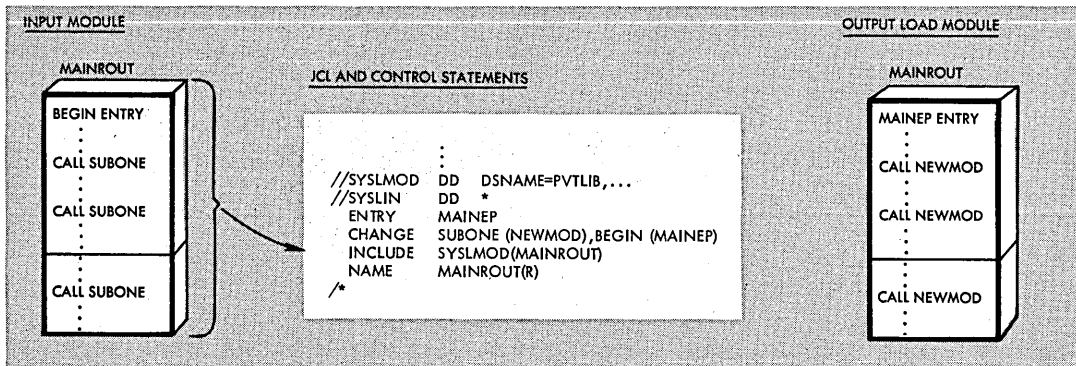 INPUT MODULE
MAINROUT
BEGIN ENTRY
CALL SUBONE
CALL SUBONE
CALL SUBONE
JCL AND CONTROL STATEMENTS
//SYSLMOD DD DSNAME=PVTLIB,...
//SYSLIN DD *
ENTRY MAINEP
CHANGE SUBONE (NEWMOD),BEGIN (MAINEP)
INCLUDE SYSLMOD(MAINROUT)
NAME MAINROUT(R)
/*
OUTPUT LOAD MODULE
MAINROUT
MAINEP ENTRY
CALL NEWMOD
CALL NEWMOD
CALL NEWMOD